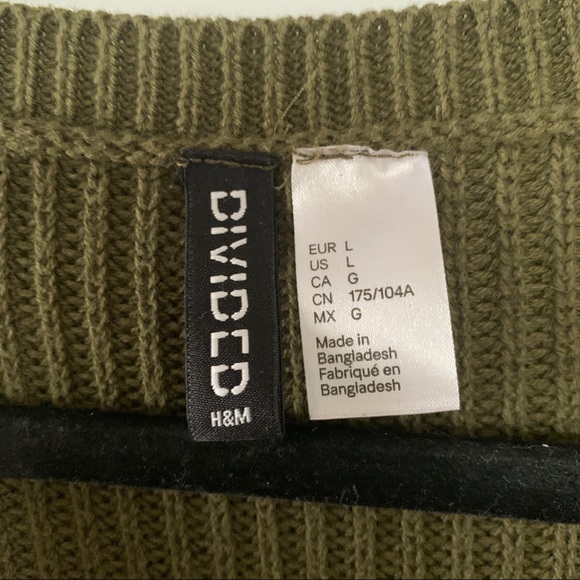 DIVIDED
H&M
EUR L
US L
CA G
CN 175/104A
MX G
Made in
Bangladesh
Fabriqué en
Bangladesh